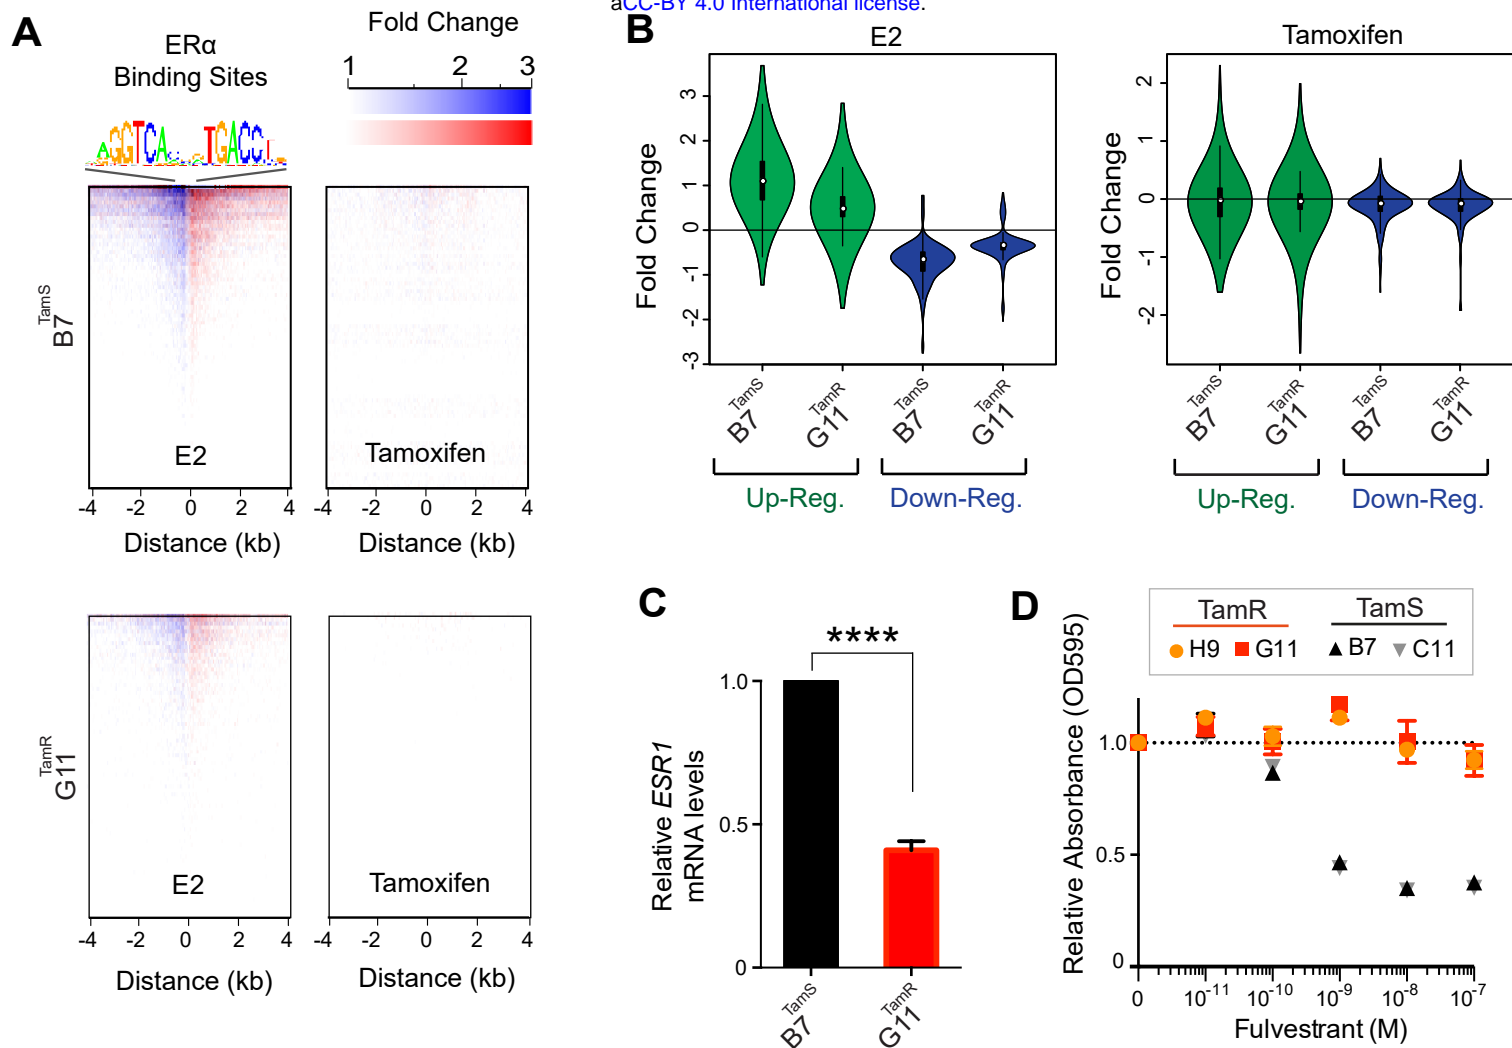 aCC-BY 4.0 International license.
A
ERα
Binding Sites
Fold Change
1 2 3
AGGTCA TGACCT
B7 TamS
E2
Tamoxifen
-4 -2 0 2 4
-4 -2 0 2 4
Distance (kb)
Distance (kb)
G11 TamR
E2
Tamoxifen
-4 -2 0 2 4
-4 -2 0 2 4
Distance (kb)
Distance (kb)
B
E2
Fold Change
3
2
1
0
-1
-2
-3
B7 TamS
G11 TamR
B7 TamS
G11 TamR
Up-Reg.
Down-Reg.
Tamoxifen
Fold Change
2
1
0
-1
-2
B7 TamS
G11 TamR
B7 TamS
G11 TamR
Up-Reg.
Down-Reg.
C
****
Relative ESR1
mRNA levels
1.0
0.5
0
B7 TamS
G11 TamR
D
TamR TamS
H9 G11 B7 C11
Relative Absorbance (OD595)
1.0
0.5
0
0 10-11 10-10 10-9 10-8 10-7
Fulvestrant (M)